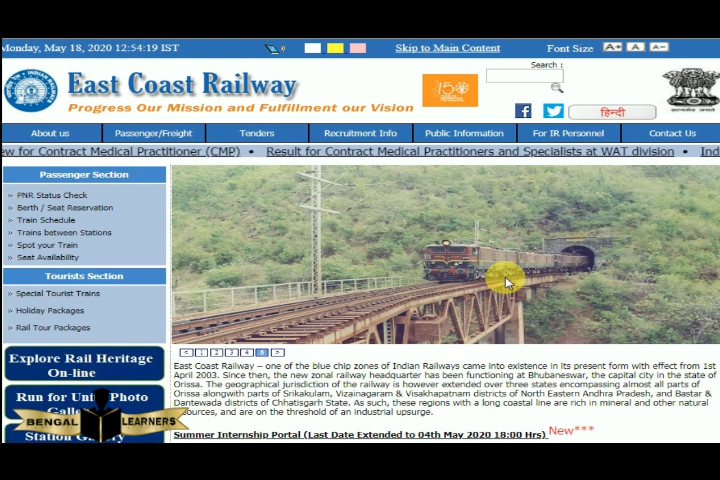 Monday, May 18, 2020 12:54:19 IST
Skip to Main Content
Font Size A+ A A-
Search :
East Coast Railway
Progress Our Mission and Fulfillment our Vision
हिन्दी
About us
Passenger/Freight
Tenders
Recruitment Info
Public Information
For IR Personnel
Contact Us
for Contract Medical Practitioner (CMP) • Result for Contract Medical Practitioners and Specialists at WAT division •
Passenger Section
» PNR Status Check
» Berth / Seat Reservation
» Train Schedule
» Trains between Stations
» Spot your Train
» Seat Availability
Tourists Section
» Special Tourist Trains
» Holiday Packages
» Rail Tour Packages
Explore Rail Heritage
On-line
Run for Unity Photo
BENGAL LEARNERS
< 1 2 3 4 5 >
East Coast Railway – one of the blue chip zones of Indian Railways came into existence in its present form with effect from 1st
April 2003. Since then, the new zonal railway headquarter has been functioning at Bhubaneswar, the capital city in the state of
Orissa. The geographical jurisdiction of the railway is however extended over three states encompassing almost all parts of
Orissa alongwith parts of Srikakulam, Vizainagaram & Visakhapatnam districts of North Eastern Andhra Pradesh, and Bastar &
Dantewada districts of Chhatisgarh State. As such, these regions with a long coastal line are rich in mineral and other natural
resources, and are on the threshold of an industrial upsurge.
Summer Internship Portal (Last Date Extended to 04th May 2020 18:00 Hrs) New***